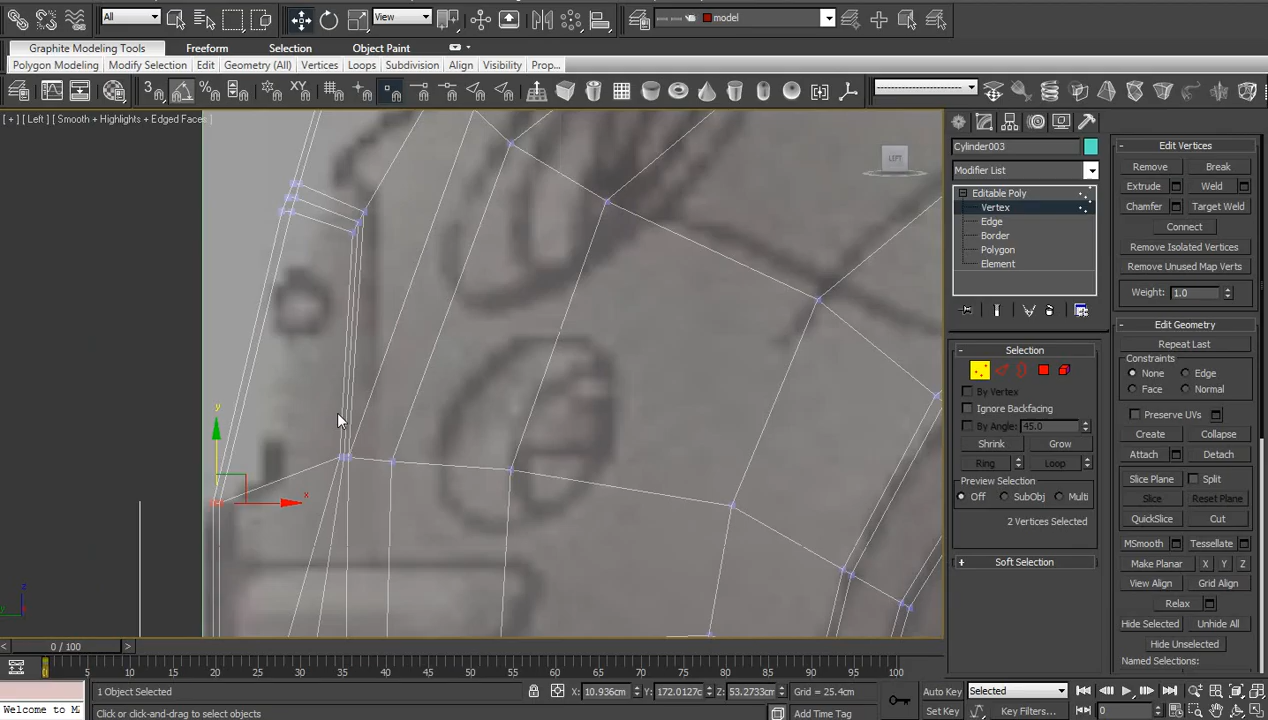 All
View
model
Graphite Modeling Tools Freeform Selection Object Paint
Polygon Modeling Modify Selection Edit Geometry (All) Vertices Loops Subdivision Align Visibility Prop...
3 % XY
[ + ] [ Left ] [ Smooth + Highlights + Edged Faces ]
LEFT
y
x
z
y
Cylinder003
Modifier List
Editable Poly
Vertex
Edge
Border
Polygon
Element
Selection
By Vertex
Ignore Backfacing
By Angle: 45.0
Shrink Grow
Ring Loop
Preview Selection
Off SubObj Multi
2 Vertices Selected
Soft Selection
Edit Vertices
Remove Break
Extrude Weld
Chamfer Target Weld
Connect
Remove Isolated Vertices
Remove Unused Map Verts
Weight: 1.0
Edit Geometry
Repeat Last
Constraints
None Edge
Face Normal
Preserve UVs
Create Collapse
Attach Detach
Slice Plane Split
Slice Reset Plane
QuickSlice Cut
MSmooth Tessellate
Make Planar X Y Z
View Align Grid Align
Relax
Hide Selected Unhide All
Hide Unselected
Named Selections:
< 0 / 100 >
0 5 10 15 20 25 30 35 40 45 50 55 60 65 70 75 80 85 90 95 100
1 Object Selected X: 10.936cm Y: 172.0127c Z: 53.2733cm Grid = 25.4cm Auto Key Selected
Welcome to M Click or click-and-drag to select objects Add Time Tag Set Key Key Filters... 0